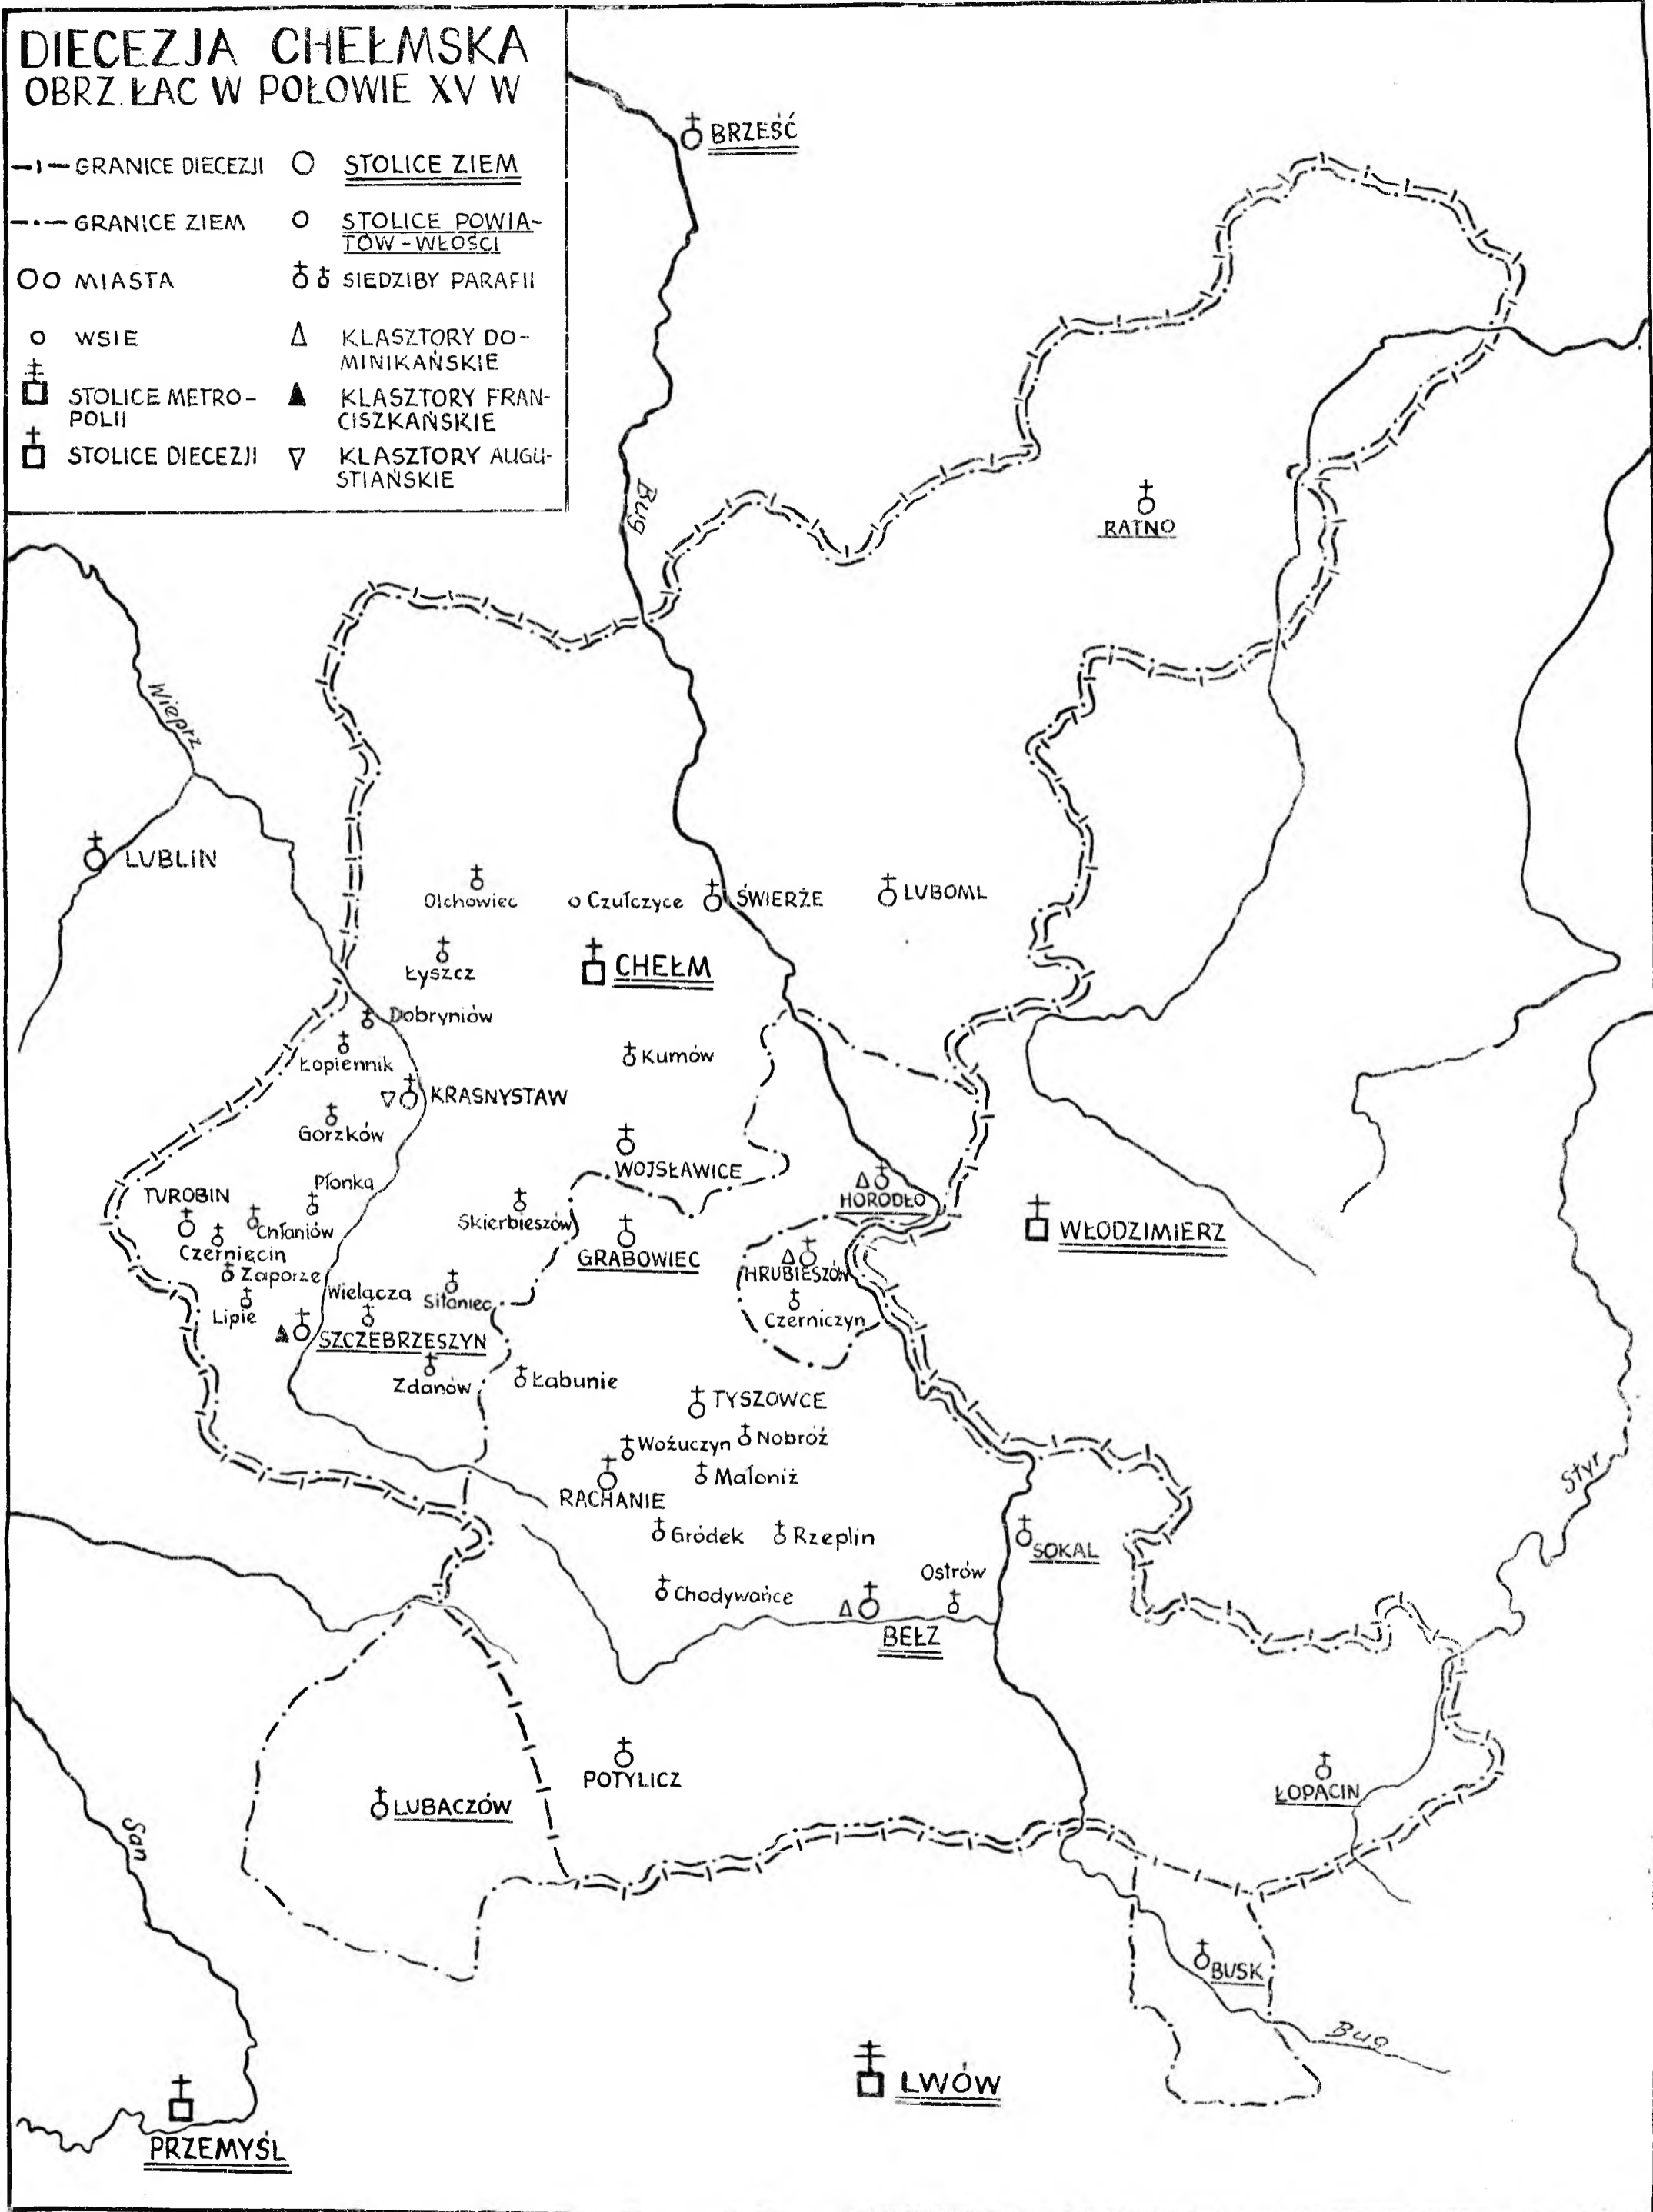 DIECEZJA CHEŁMSKA
OBRZ. ŁAC W POŁOWIE XV W
GRANICE DIECEZJI
STOLICE ZIEM
GRANICE ZIEM
STOLICE POWIA-
TÓW-WŁOŚCI
MIASTA
SIEDZIBY PARAFII
WSIE
KLASZTORY DO-
MINIKAŃSKIE
STOLICE METRO-
POLII
KLASZTORY FRAN-
CISZKAŃSKIE
STOLICE DIECEZJI
KLASZTORY AUGU-
STIAŃSKIE
BRZEŚĆ
Bug
RATNO
Wieprz
LUBLIN
Olchowiec
Czułczyce
ŚWIERŻE
LUBOML
Łyszcz
CHEŁM
Dobryniów
Łopiennik
Kumów
KRASNYSTAW
Gorzków
WOJSŁAWICE
Płonka
TUROBIN
HORODŁO
Skierbieszów
Chłaniów
WŁODZIMIERZ
Czernięcin
GRABOWIEC
Zaporze
HRUBIESZÓW
Wielącza
Sitaniec
Lipie
Czerniczyn
SZCZEBRZESZYN
Zdanów
Łabunie
TYSZOWCE
Nobróż
Wożuczyn
Małoniż
RACHANIE
Styr
Gródek
Rzeplin
SOKAL
Ostrów
Chodywańce
BEŁZ
POTYLICZ
ŁOPACIN
LUBACZÓW
San
BUSK
Bug
LWÓW
PRZEMYŚL